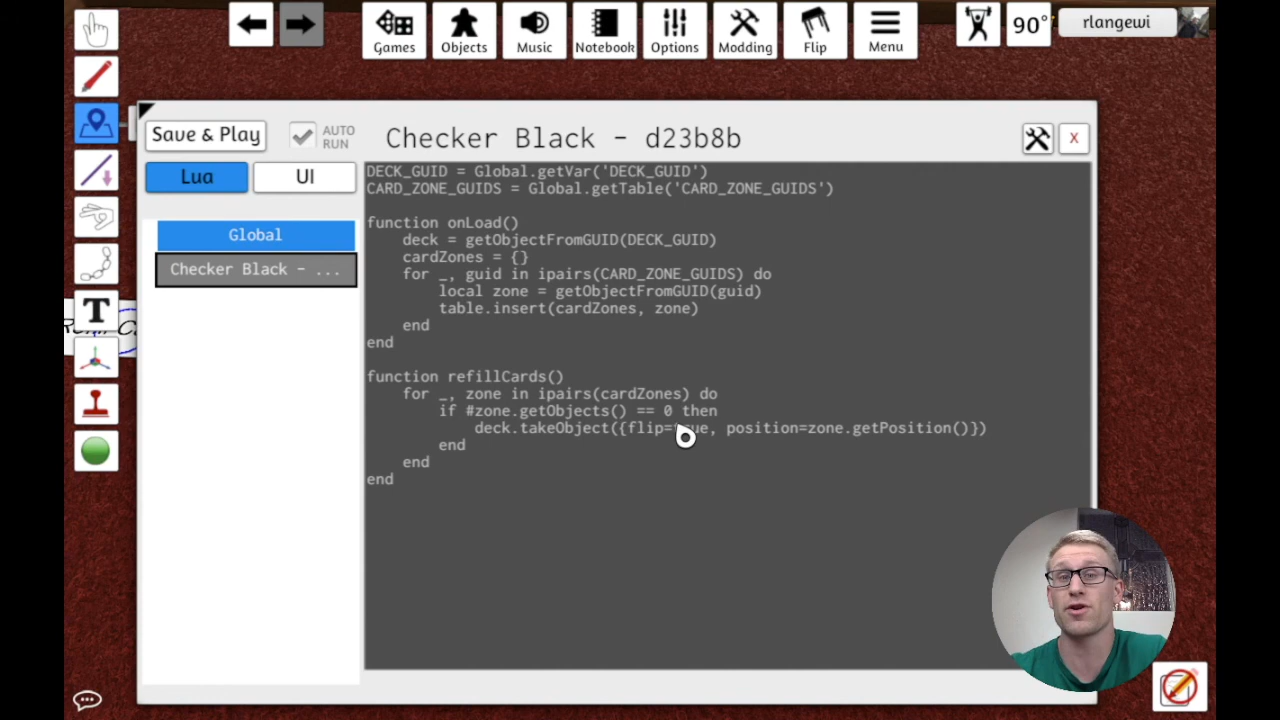 Games
Objects
Music
Notebook
Options
Modding
Flip
Menu
90°
rlangewi
Save & Play
AUTO
RUN
Checker Black - d23b8b
X
Lua
UI
Global
Checker Black - ...
T
DECK_GUID = Global.getVar('DECK_GUID')
CARD_ZONE_GUIDS = Global.getTable('CARD_ZONE_GUIDS')
function onLoad()
deck = getObjectFromGUID(DECK_GUID)
cardZones = {}
for _, guid in ipairs(CARD_ZONE_GUIDS) do
local zone = getObjectFromGUID(guid)
table.insert(cardZones, zone)
end
end
function refillCards()
for _, zone in ipairs(cardZones) do
if #zone.getObjects() == 0 then
deck.takeObject({flip=true, position=zone.getPosition()})
end
end
end